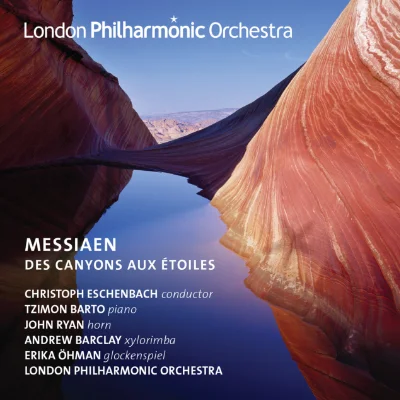 London Philharmonic Orchestra
MESSIAEN
DES CANYONS AUX ÉTOILES
CHRISTOPH ESCHENBACH conductor
TZIMON BARTO piano
JOHN RYAN horn
ANDREW BARCLAY xylorimba
ERIKA ÖHMAN glockenspiel
LONDON PHILHARMONIC ORCHESTRA